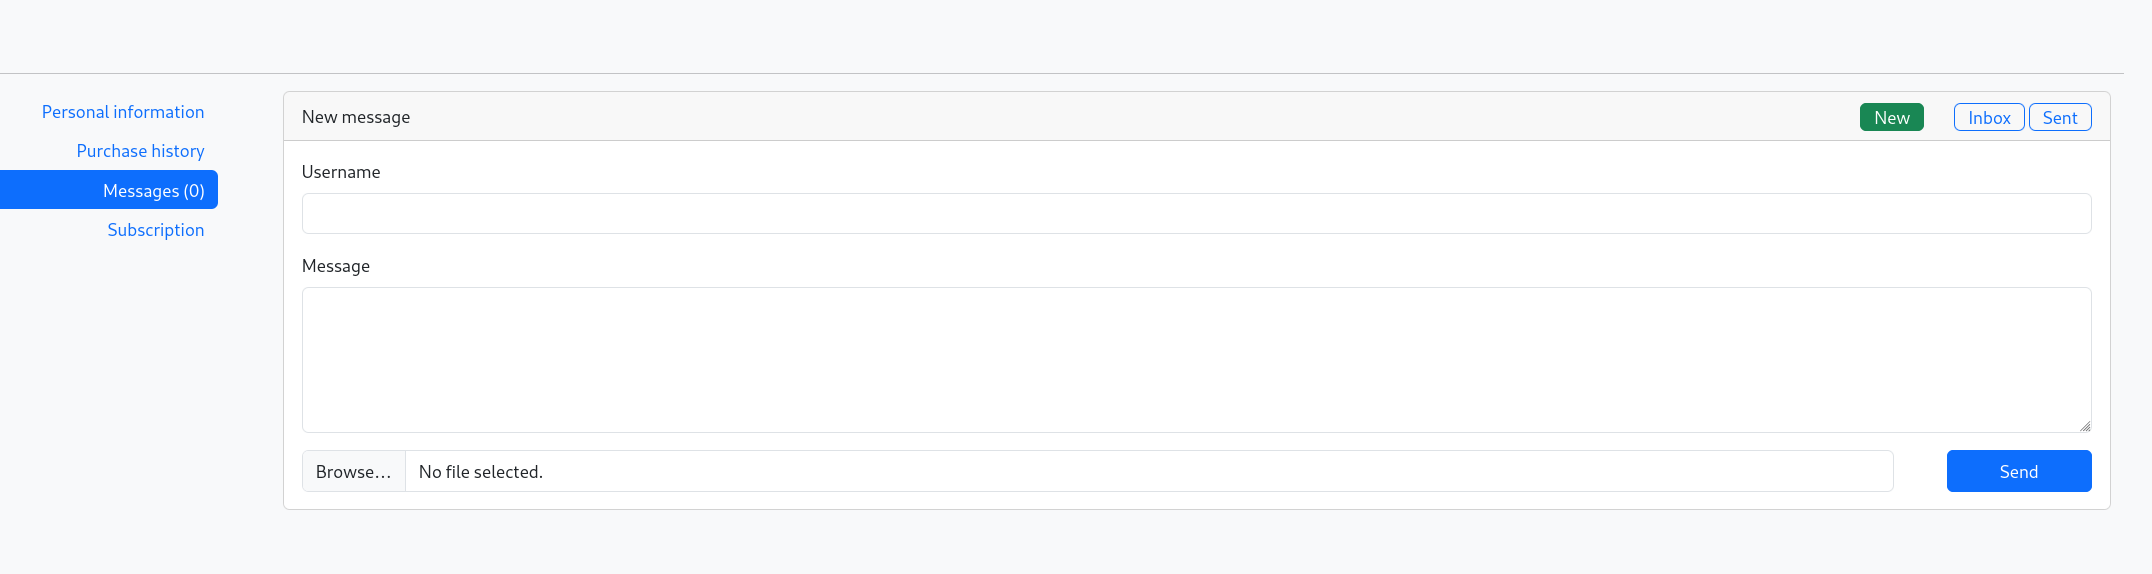 Personal information
Purchase history
Messages (0)
Subscription
New message
New
Inbox
Sent
Username
Message
Browse...
No file selected.
Send